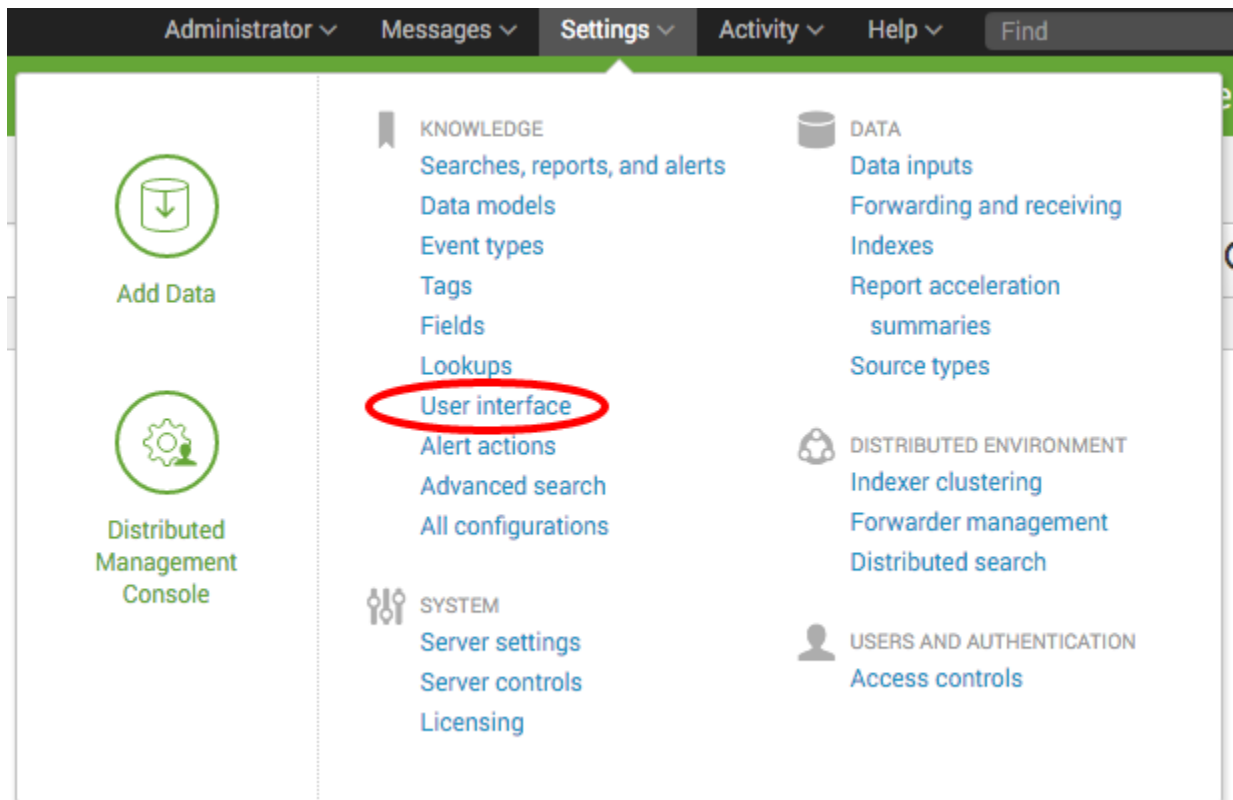 Administrator Messages Settings Activity Help Find
Add Data
Distributed
Management
Console
KNOWLEDGE
Searches, reports, and alerts
Data models
Event types
Tags
Fields
Lookups
User interface
Alert actions
Advanced search
All configurations
SYSTEM
Server settings
Server controls
Licensing
DATA
Data inputs
Forwarding and receiving
Indexes
Report acceleration
summaries
Source types
DISTRIBUTED ENVIRONMENT
Indexer clustering
Forwarder management
Distributed search
USERS AND AUTHENTICATION
Access controls